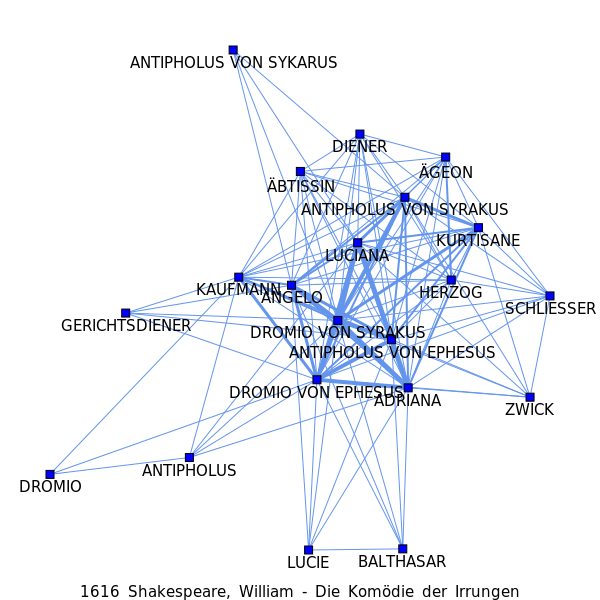 ANTIPHOLUS VON SYKARUS
DIENER
ÄGEON
ÄBTISSIN
ANTIPHOLUS VON SYRAKUS
KURTISANE
LUCIANA
KAUFMANN
ANGELO
HERZOG
SCHLIESSER
GERICHTSDIENER
DROMIO VON SYRAKUS
ANTIPHOLUS VON EPHESUS
DROMIO VON EPHESUS
ADRIANA
ZWICK
ANTIPHOLUS
DROMIO
LUCIE
BALTHASAR
1616 Shakespeare, William - Die Komödie der Irrungen